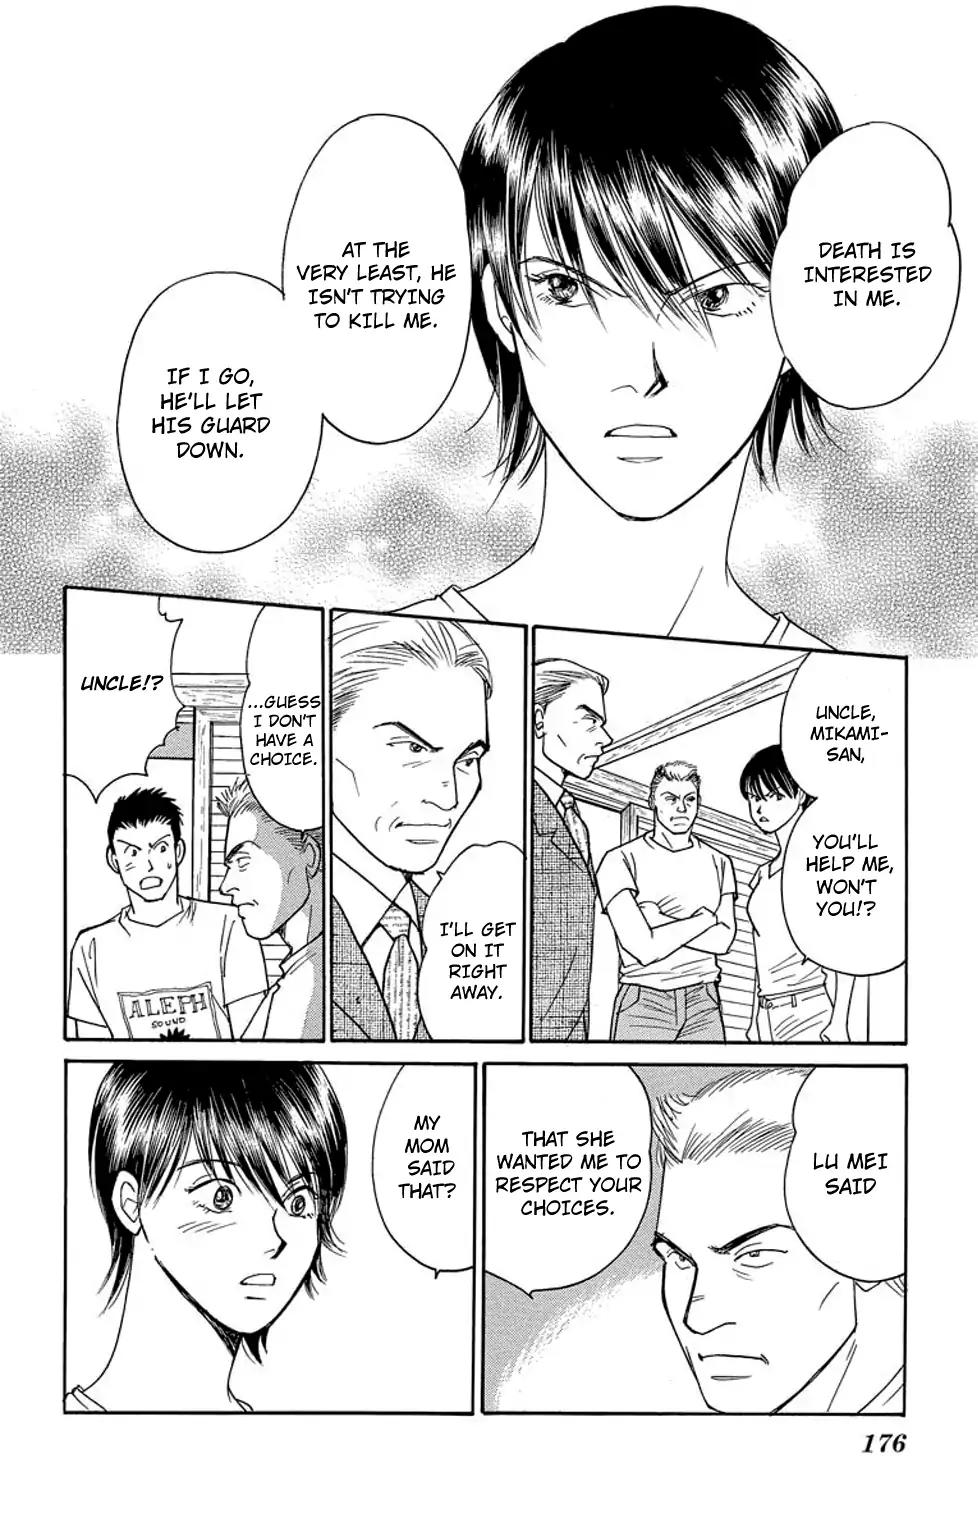 DEATH IS
INTERESTED
IN ME.
AT THE
VERY LEAST, HE
ISN'T TRYING
TO KILL ME.
IF I GO,
HE'LL LET
HIS GUARD
DOWN.
UNCLE,
MIKAMI-
SAN,
YOU'LL
HELP ME,
WON'T
YOU!?
I'LL GET
ON IT
RIGHT
AWAY.
...GUESS
I DON'T
HAVE A
CHOICE.
UNCLE!?
ALEPH
SOUND
LU MEI
SAID
THAT SHE
WANTED ME TO
RESPECT YOUR
CHOICES.
MY
MOM
SAID
THAT?
176